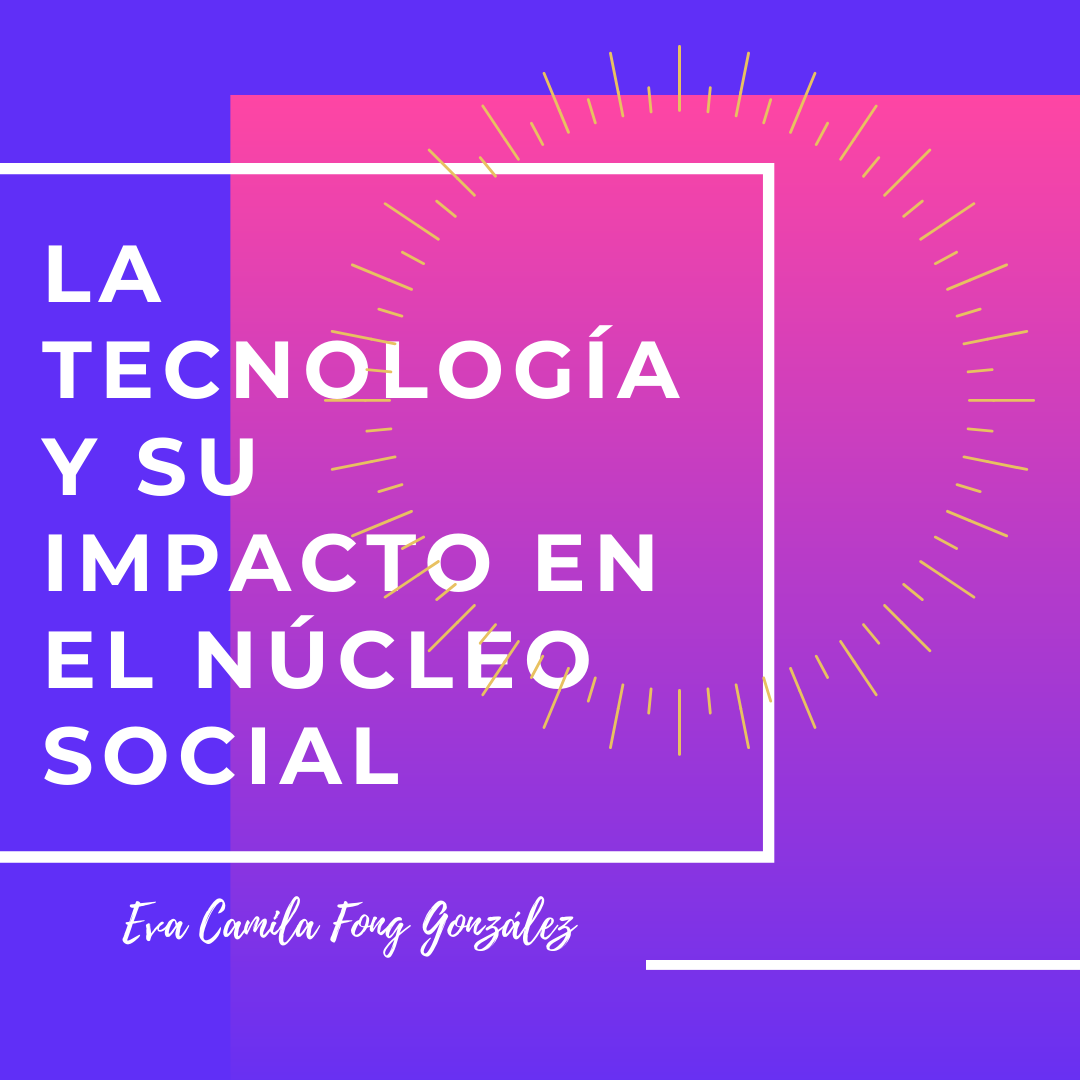 LA
TECNOLOGÍA
Y SU
IMPACTO EN
EL NÚCLEO
SOCIAL
Eva Camila Fong González